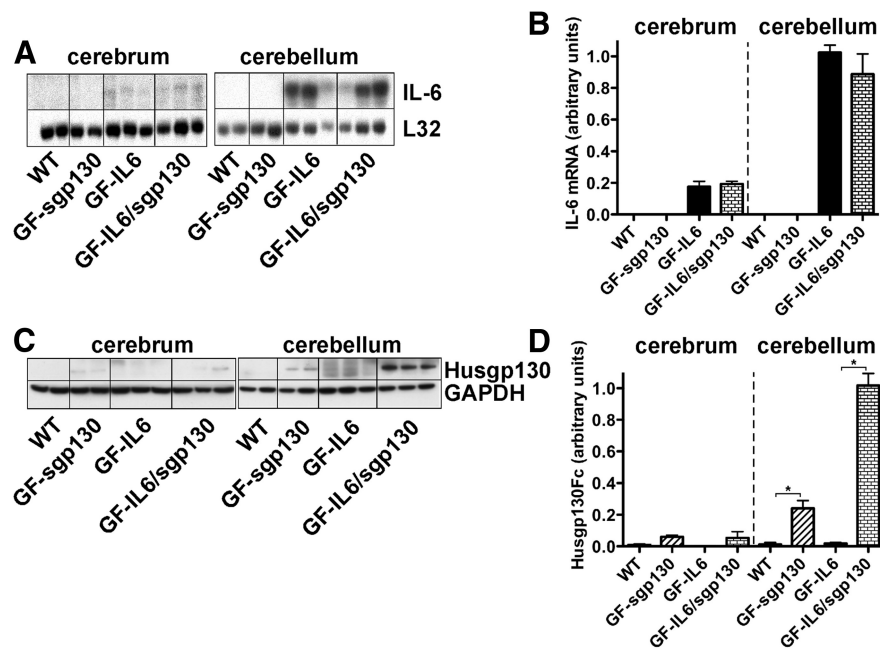 A
cerebrum cerebellum
IL-6
L32
WT
GF-sgp130
GF-IL6
GF-IL6/sgp130
WT
GF-sgp130
GF-IL6
GF-IL6/sgp130
B
cerebrum cerebellum
IL-6 mRNA (arbitrary units)
1.0
0.8
0.6
0.4
0.2
0.0
WT
GF-sgp130
GF-IL6
GF-IL6/sgp130
WT
GF-sgp130
GF-IL6
GF-IL6/sgp130
C
cerebrum cerebellum
Husgp130
GAPDH
WT
GF-sgp130
GF-IL6
GF-IL6/sgp130
WT
GF-sgp130
GF-IL6
GF-IL6/sgp130
D
cerebrum cerebellum
Husgp130Fc (arbitrary units)
1.0
0.8
0.6
0.4
0.2
0.0
*
*
WT
GF-sgp130
GF-IL6
GF-IL6/sgp130
WT
GF-sgp130
GF-IL6
GF-IL6/sgp130